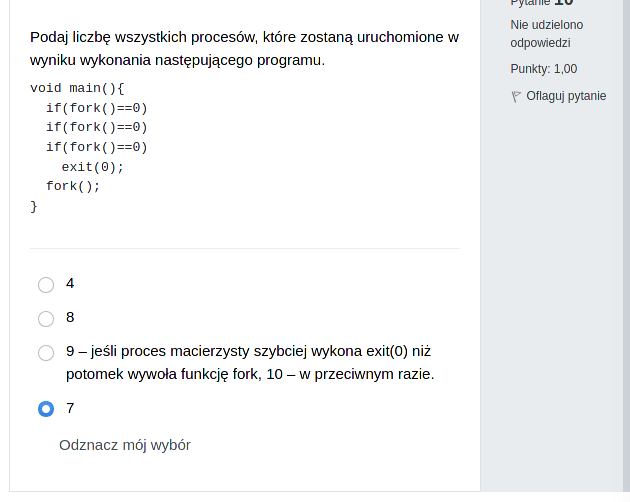 Podaj liczbę wszystkich procesów, które zostaną uruchomione w
wyniku wykonania następującego programu.
void main(){
  if(fork()==0)
  if(fork()==0)
  if(fork()==0)
    exit(0);
  fork();
}
4
8
9 – jeśli proces macierzysty szybciej wykona exit(0) niż
potomek wywoła funkcję fork, 10 – w przeciwnym razie.
7
Odznacz mój wybór
Pytanie 10
Nie udzielono
odpowiedzi
Punkty: 1,00
Oflaguj pytanie